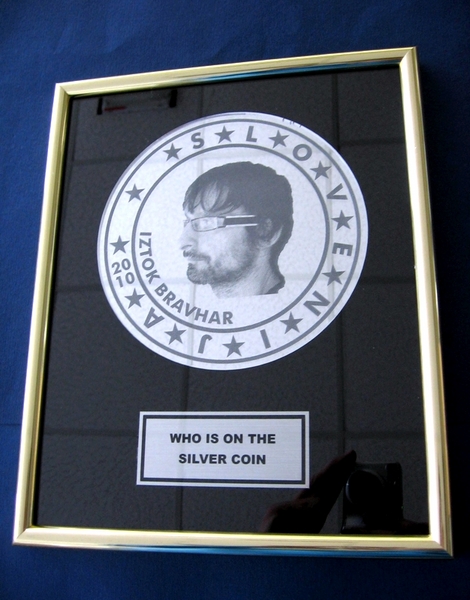 SLOVENIJA
2010
IZTOK BRAVHAR
WHO IS ON THE
SILVER COIN